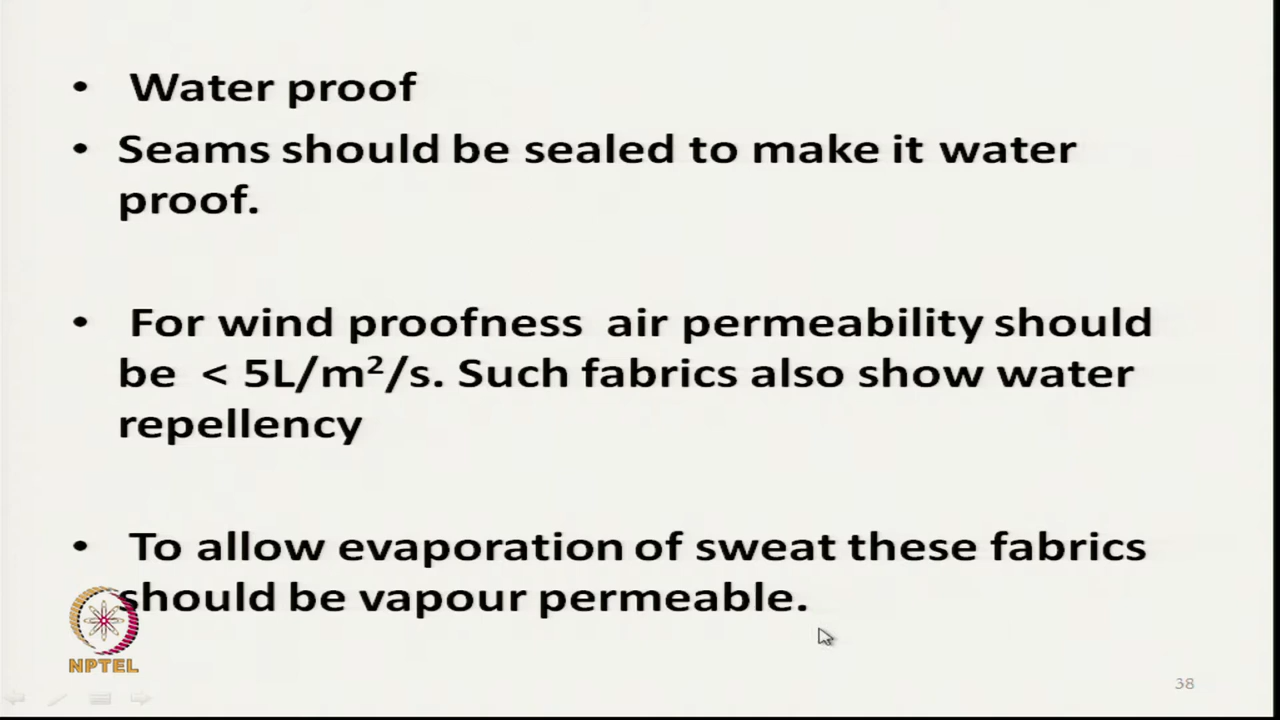 • Water proof
• Seams should be sealed to make it water
proof.
• For wind proofness air permeability should
be < 5L/m²/s. Such fabrics also show water
repellency
• To allow evaporation of sweat these fabrics
should be vapour permeable.
NPTEL
38